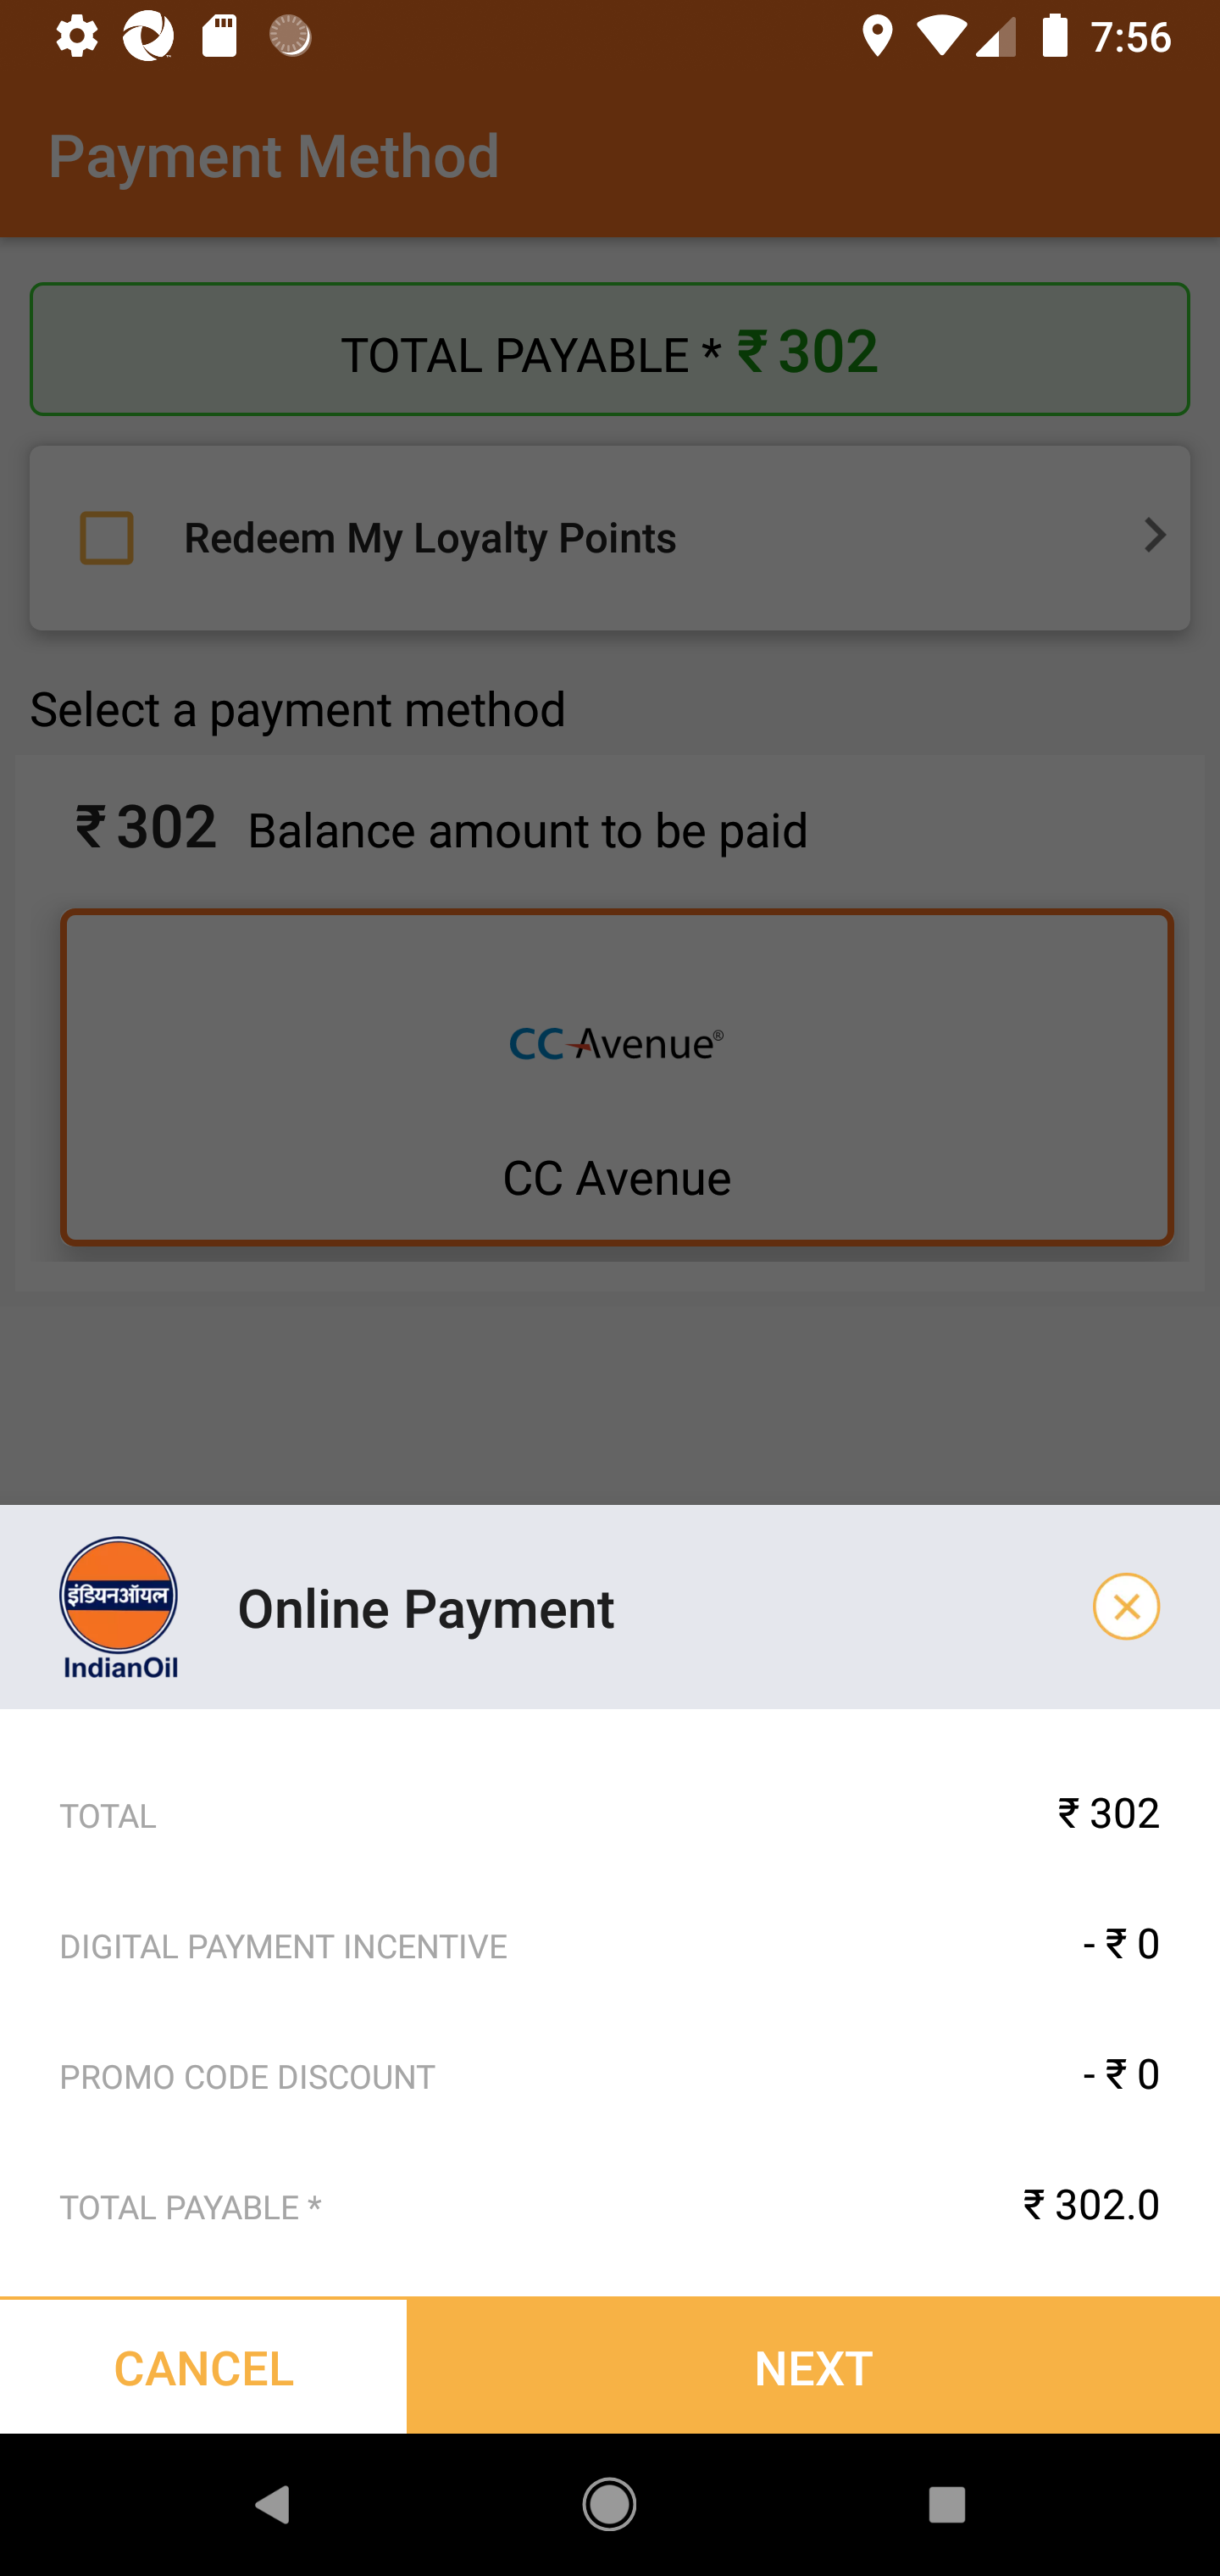 7:56
Payment Method
TOTAL PAYABLE * ₹ 302
Redeem My Loyalty Points
Select a payment method
₹ 302 Balance amount to be paid
CC Avenue®
CC Avenue
इंडियनऑयल
IndianOil
Online Payment
TOTAL ₹ 302
DIGITAL PAYMENT INCENTIVE - ₹ 0
PROMO CODE DISCOUNT - ₹ 0
TOTAL PAYABLE * ₹ 302.0
CANCEL NEXT